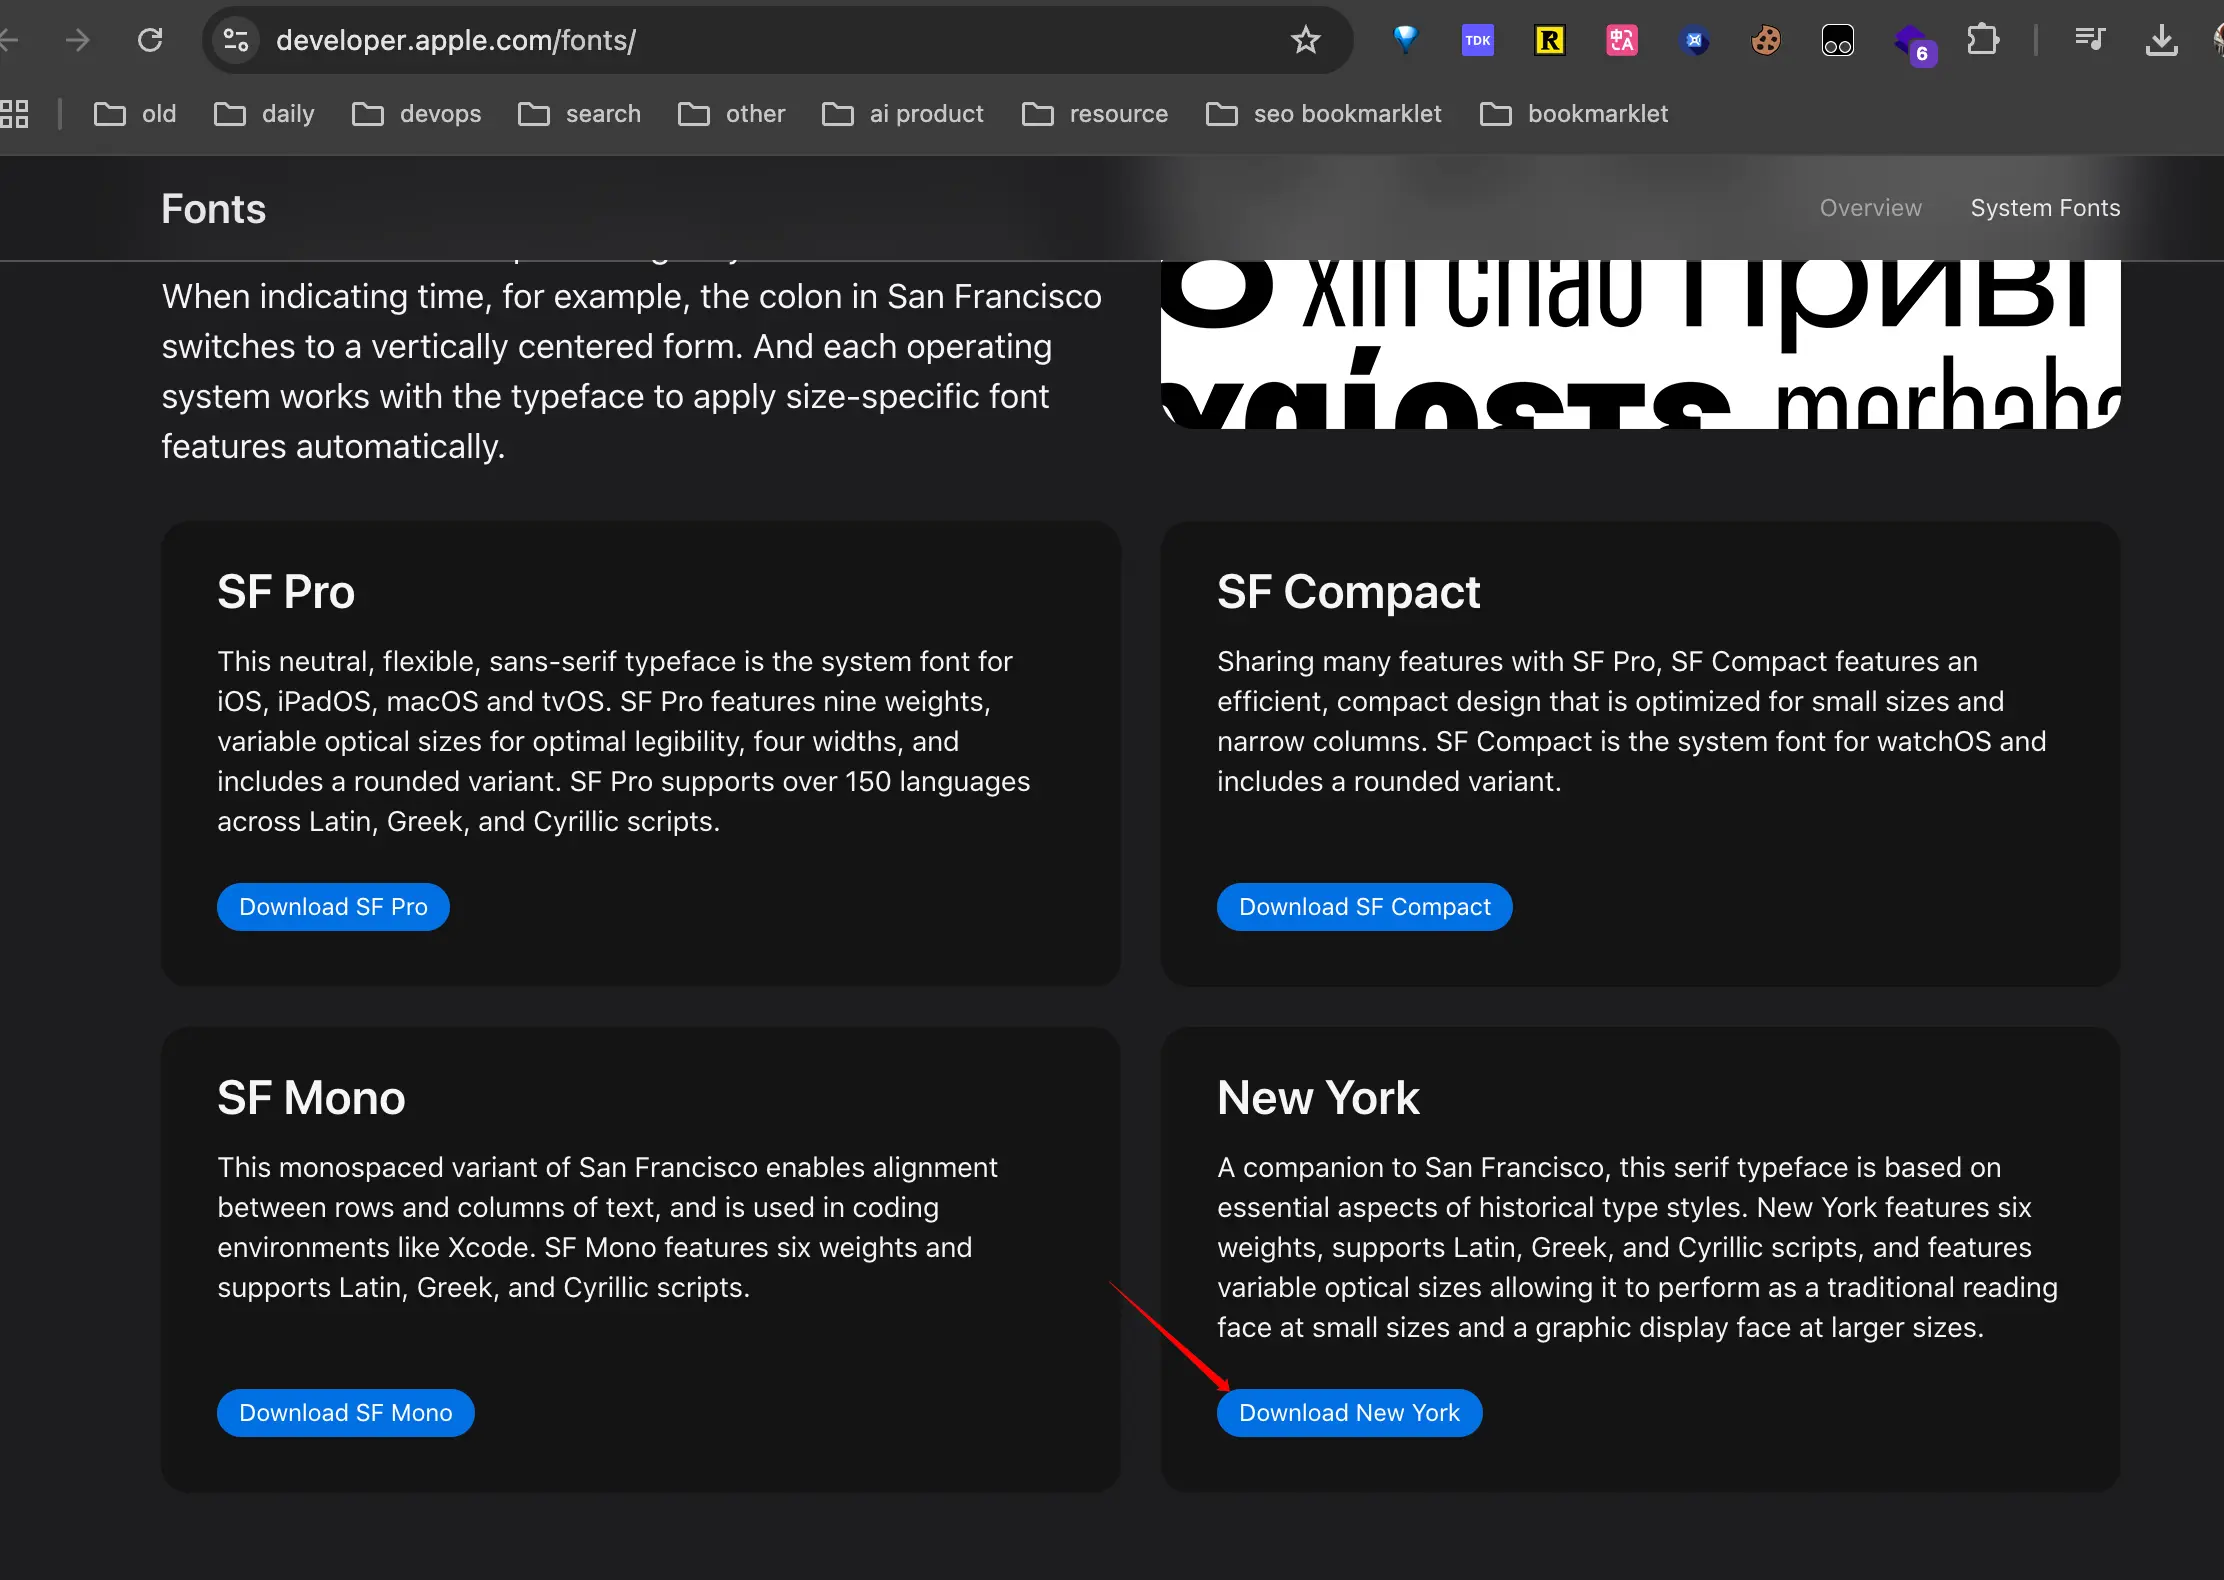 developer.apple.com/fonts/
TDK
R
中A
6
old
daily
devops
search
other
ai product
resource
seo bookmarklet
bookmarklet
Fonts
Overview
System Fonts
When indicating time, for example, the colon in San Francisco
switches to a vertically centered form. And each operating
system works with the typeface to apply size-specific font
features automatically.
xin chào Привіт
merhaba
SF Pro
This neutral, flexible, sans-serif typeface is the system font for
iOS, iPadOS, macOS and tvOS. SF Pro features nine weights,
variable optical sizes for optimal legibility, four widths, and
includes a rounded variant. SF Pro supports over 150 languages
across Latin, Greek, and Cyrillic scripts.
Download SF Pro
SF Compact
Sharing many features with SF Pro, SF Compact features an
efficient, compact design that is optimized for small sizes and
narrow columns. SF Compact is the system font for watchOS and
includes a rounded variant.
Download SF Compact
SF Mono
This monospaced variant of San Francisco enables alignment
between rows and columns of text, and is used in coding
environments like Xcode. SF Mono features six weights and
supports Latin, Greek, and Cyrillic scripts.
Download SF Mono
New York
A companion to San Francisco, this serif typeface is based on
essential aspects of historical type styles. New York features six
weights, supports Latin, Greek, and Cyrillic scripts, and features
variable optical sizes allowing it to perform as a traditional reading
face at small sizes and a graphic display face at larger sizes.
Download New York